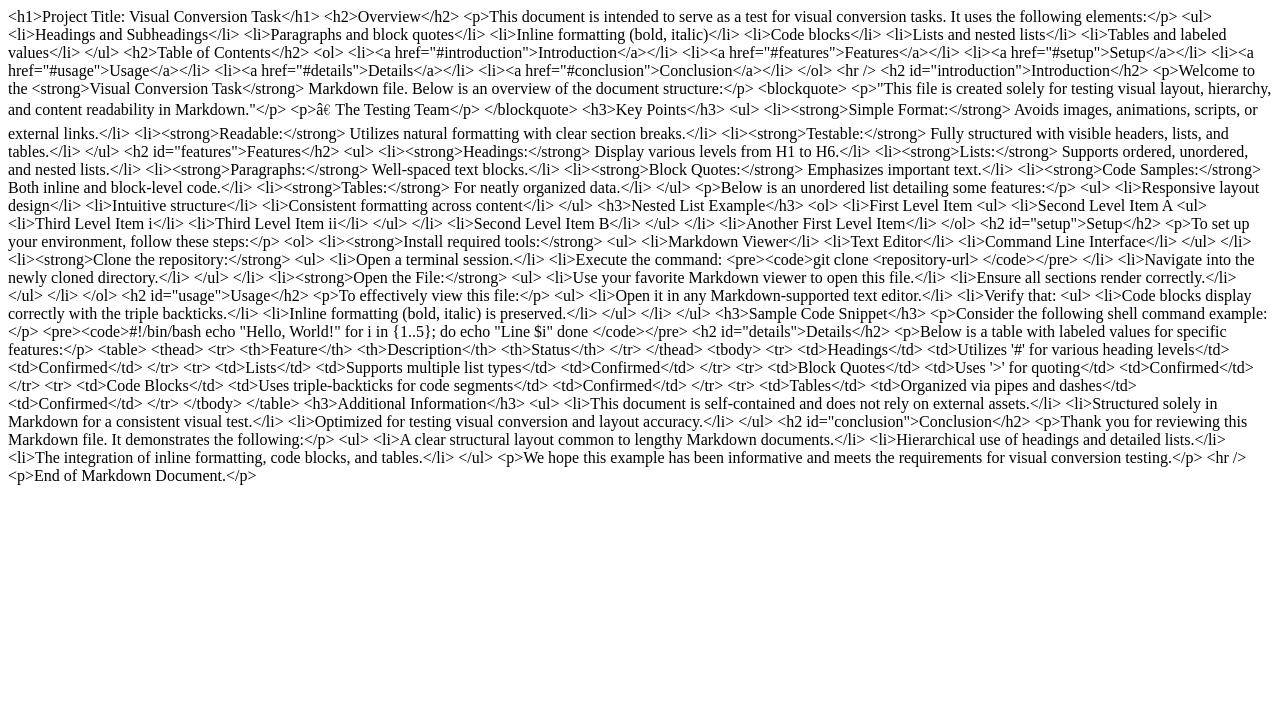 <h1>Project Title: Visual Conversion Task</h1> <h2>Overview</h2> <p>This document is intended to serve as a test for visual conversion tasks. It uses the following elements:</p> <ul>
<li>Headings and Subheadings</li> <li>Paragraphs and block quotes</li> <li>Inline formatting (bold, italic)</li> <li>Code blocks</li> <li>Lists and nested lists</li> <li>Tables and labeled
values</li> </ul> <h2>Table of Contents</h2> <ol> <li><a href="#introduction">Introduction</a></li> <li><a href="#features">Features</a></li> <li><a href="#setup">Setup</a></li> <li><a
href="#usage">Usage</a></li> <li><a href="#details">Details</a></li> <li><a href="#conclusion">Conclusion</a></li> </ol> <hr /> <h2 id="introduction">Introduction</h2> <p>Welcome to
the <strong>Visual Conversion Task</strong> Markdown file. Below is an overview of the document structure:</p> <blockquote> <p>"This file is created solely for testing visual layout, hierarchy,
and content readability in Markdown."</p> <p>â€ The Testing Team</p> </blockquote> <h3>Key Points</h3> <ul> <li><strong>Simple Format:</strong> Avoids images, animations, scripts, or
external links.</li> <li><strong>Readable:</strong> Utilizes natural formatting with clear section breaks.</li> <li><strong>Testable:</strong> Fully structured with visible headers, lists, and
tables.</li> </ul> <h2 id="features">Features</h2> <ul> <li><strong>Headings:</strong> Display various levels from H1 to H6.</li> <li><strong>Lists:</strong> Supports ordered, unordered,
and nested lists.</li> <li><strong>Paragraphs:</strong> Well-spaced text blocks.</li> <li><strong>Block Quotes:</strong> Emphasizes important text.</li> <li><strong>Code Samples:</strong>
Both inline and block-level code.</li> <li><strong>Tables:</strong> For neatly organized data.</li> </ul> <p>Below is an unordered list detailing some features:</p> <ul> <li>Responsive layout
design</li> <li>Intuitive structure</li> <li>Consistent formatting across content</li> </ul> <h3>Nested List Example</h3> <ol> <li>First Level Item <ul> <li>Second Level Item A <ul>
<li>Third Level Item i</li> <li>Third Level Item ii</li> </ul> </li> <li>Second Level Item B</li> </ul> </li> <li>Another First Level Item</li> </ol> <h2 id="setup">Setup</h2> <p>To set up
your environment, follow these steps:</p> <ol> <li><strong>Install required tools:</strong> <ul> <li>Markdown Viewer</li> <li>Text Editor</li> <li>Command Line Interface</li> </ul> </li>
<li><strong>Clone the repository:</strong> <ul> <li>Open a terminal session.</li> <li>Execute the command: <pre><code>git clone <repository-url> </code></pre> </li> <li>Navigate into the
newly cloned directory.</li> </ul> </li> <li><strong>Open the File:</strong> <ul> <li>Use your favorite Markdown viewer to open this file.</li> <li>Ensure all sections render correctly.</li>
</ul> </li> </ol> <h2 id="usage">Usage</h2> <p>To effectively view this file:</p> <ul> <li>Open it in any Markdown-supported text editor.</li> <li>Verify that: <ul> <li>Code blocks display
correctly with the triple backticks.</li> <li>Inline formatting (bold, italic) is preserved.</li> </ul> </li> </ul> <h3>Sample Code Snippet</h3> <p>Consider the following shell command example:
</p> <pre><code>#!/bin/bash echo "Hello, World!" for i in {1..5}; do echo "Line $i" done </code></pre> <h2 id="details">Details</h2> <p>Below is a table with labeled values for specific
features:</p> <table> <thead> <tr> <th>Feature</th> <th>Description</th> <th>Status</th> </tr> </thead> <tbody> <tr> <td>Headings</td> <td>Utilizes '#' for various heading levels</td>
<td>Confirmed</td> </tr> <tr> <td>Lists</td> <td>Supports multiple list types</td> <td>Confirmed</td> </tr> <tr> <td>Block Quotes</td> <td>Uses '>' for quoting</td> <td>Confirmed</td>
</tr> <tr> <td>Code Blocks</td> <td>Uses triple-backticks for code segments</td> <td>Confirmed</td> </tr> <tr> <td>Tables</td> <td>Organized via pipes and dashes</td>
<td>Confirmed</td> </tr> </tbody> </table> <h3>Additional Information</h3> <ul> <li>This document is self-contained and does not rely on external assets.</li> <li>Structured solely in
Markdown for a consistent visual test.</li> <li>Optimized for testing visual conversion and layout accuracy.</li> </ul> <h2 id="conclusion">Conclusion</h2> <p>Thank you for reviewing this
Markdown file. It demonstrates the following:</p> <ul> <li>A clear structural layout common to lengthy Markdown documents.</li> <li>Hierarchical use of headings and detailed lists.</li>
<li>The integration of inline formatting, code blocks, and tables.</li> </ul> <p>We hope this example has been informative and meets the requirements for visual conversion testing.</p> <hr />
<p>End of Markdown Document.</p>